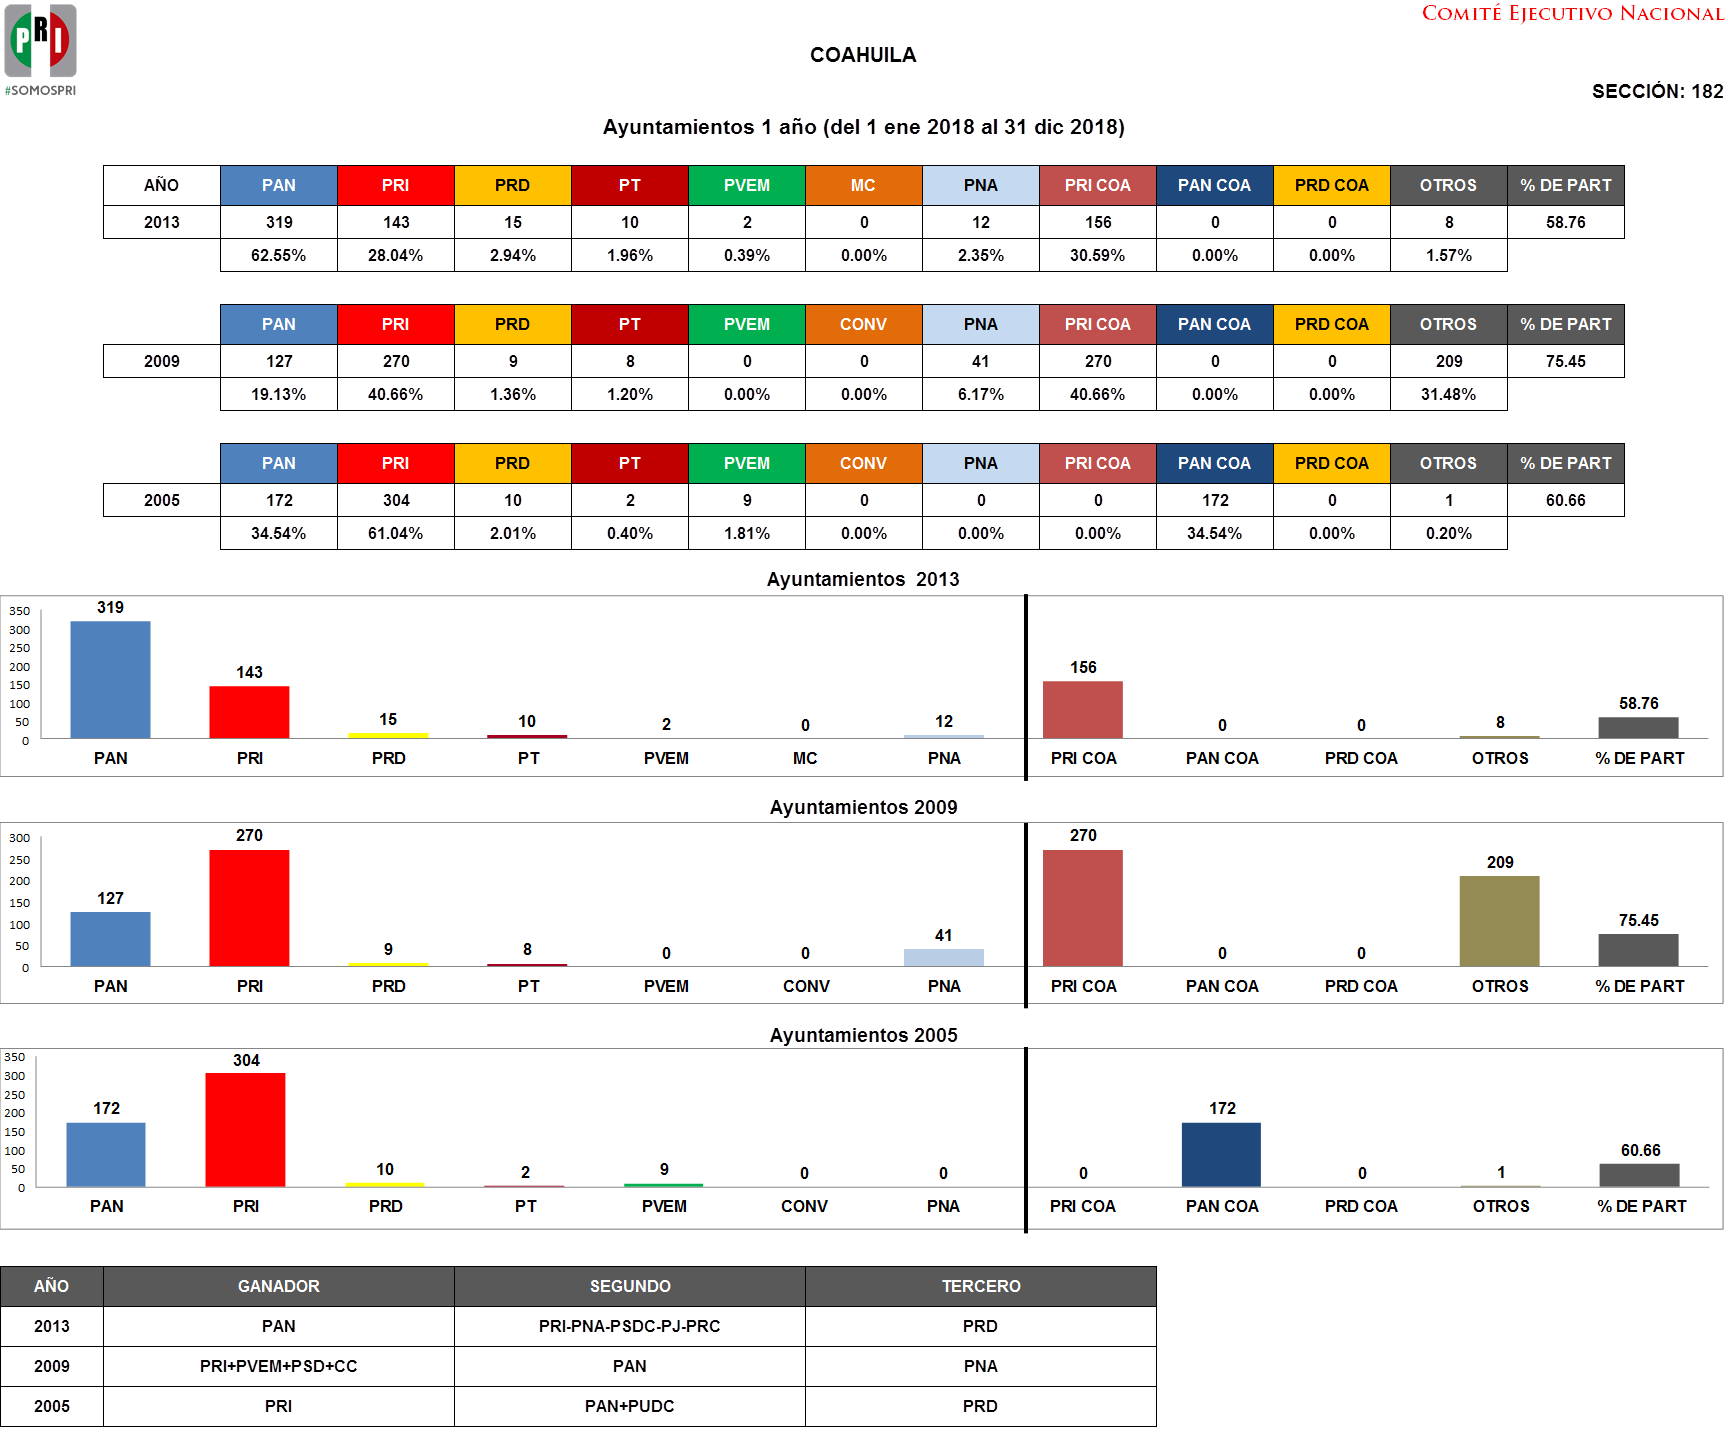 PRI
#SOMOSPRI
COMITÉ EJECUTIVO NACIONAL
COAHUILA
SECCIÓN: 182
Ayuntamientos 1 año (del 1 ene 2018 al 31 dic 2018)
AÑO PAN PRI PRD PT PVEM MC PNA PRI COA PAN COA PRD COA OTROS % DE PART
2013 319 143 15 10 2 0 12 156 0 0 8 58.76
62.55% 28.04% 2.94% 1.96% 0.39% 0.00% 2.35% 30.59% 0.00% 0.00% 1.57%
PAN PRI PRD PT PVEM CONV PNA PRI COA PAN COA PRD COA OTROS % DE PART
2009 127 270 9 8 0 0 41 270 0 0 209 75.45
19.13% 40.66% 1.36% 1.20% 0.00% 0.00% 6.17% 40.66% 0.00% 0.00% 31.48%
PAN PRI PRD PT PVEM CONV PNA PRI COA PAN COA PRD COA OTROS % DE PART
2005 172 304 10 2 9 0 0 0 172 0 1 60.66
34.54% 61.04% 2.01% 0.40% 1.81% 0.00% 0.00% 0.00% 34.54% 0.00% 0.20%
Ayuntamientos 2013
350
300
250
200
150
100
50
0
319 143 15 10 2 0 12 156 0 0 8 58.76
PAN PRI PRD PT PVEM MC PNA PRI COA PAN COA PRD COA OTROS % DE PART
Ayuntamientos 2009
300
250
200
150
100
50
0
127 270 9 8 0 0 41 270 0 0 209 75.45
PAN PRI PRD PT PVEM CONV PNA PRI COA PAN COA PRD COA OTROS % DE PART
Ayuntamientos 2005
350
300
250
200
150
100
50
0
172 304 10 2 9 0 0 0 172 0 1 60.66
PAN PRI PRD PT PVEM CONV PNA PRI COA PAN COA PRD COA OTROS % DE PART
AÑO GANADOR SEGUNDO TERCERO
2013 PAN PRI-PNA-PSDC-PJ-PRC PRD
2009 PRI+PVEM+PSD+CC PAN PNA
2005 PRI PAN+PUDC PRD